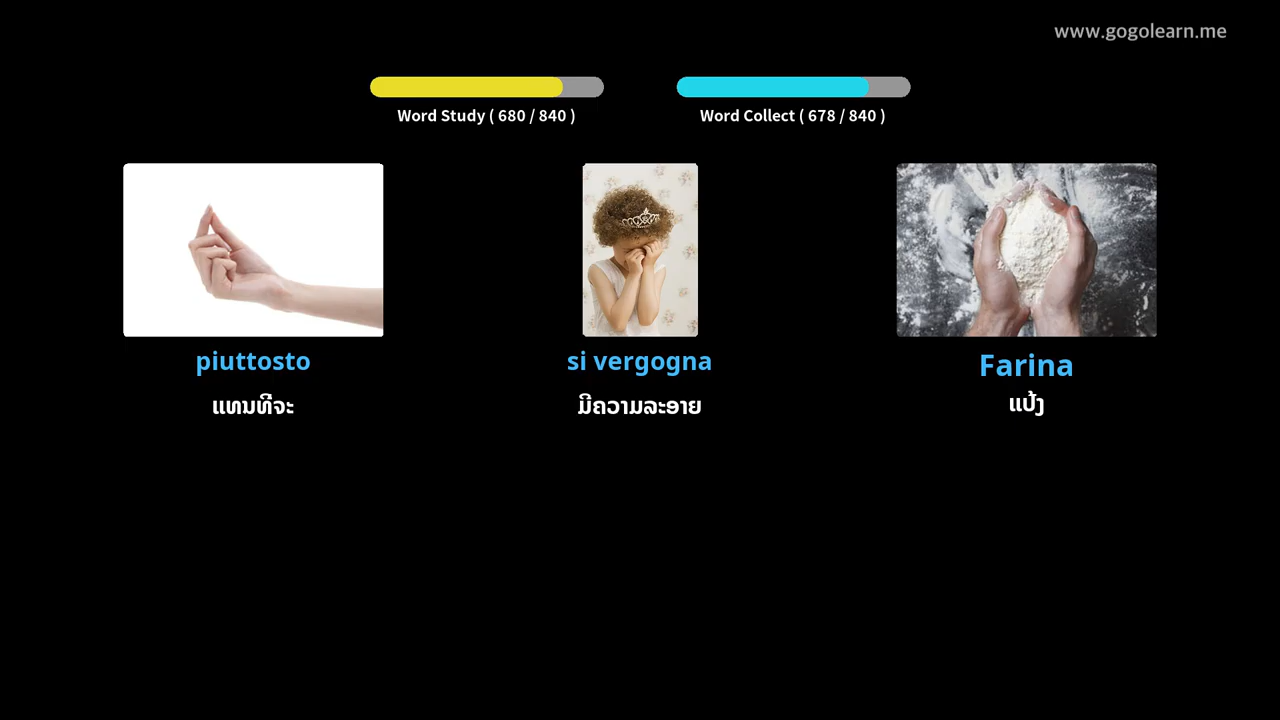 www.gogolearn.me
Word Study ( 680 / 840 )
Word Collect ( 678 / 840 )
piuttosto
ແທນທີ່ຈະ
si vergogna
ມີຄວາມລະອາຍ
Farina
ແປ້ງ